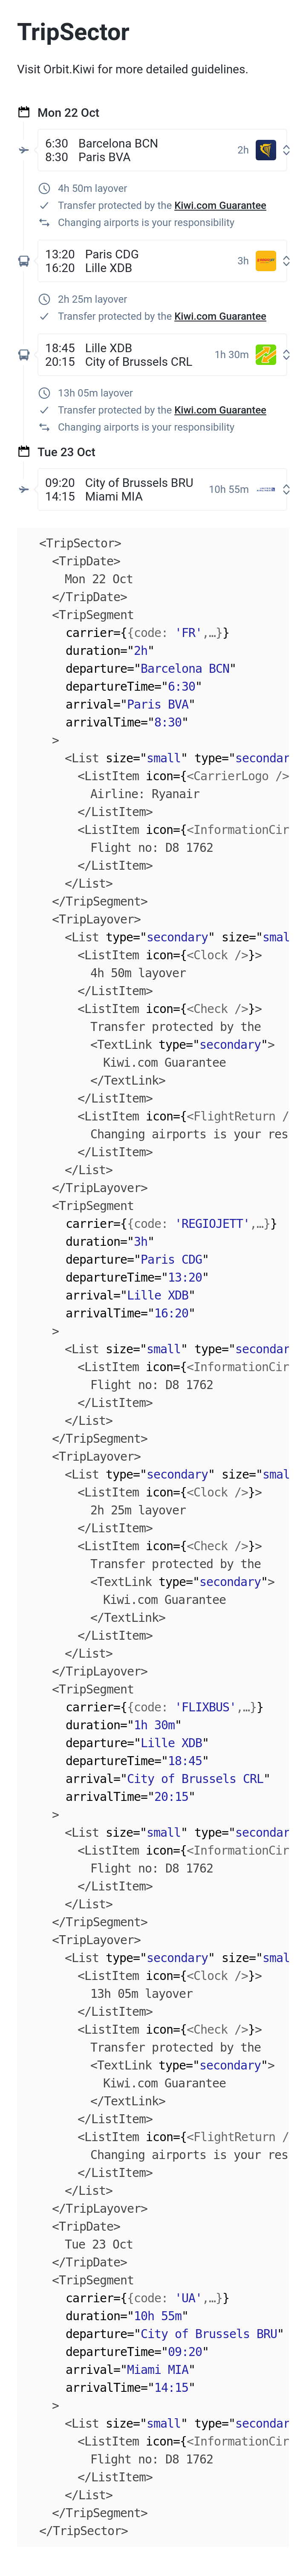 TripSector
Visit Orbit.Kiwi for more detailed guidelines.
Mon 22 Oct
6:30 Barcelona BCN
8:30 Paris BVA
2h
4h 50m layover
Transfer protected by the Kiwi.com Guarantee
Changing airports is your responsibility
13:20 Paris CDG
16:20 Lille XDB
3h
2h 25m layover
Transfer protected by the Kiwi.com Guarantee
18:45 Lille XDB
20:15 City of Brussels CRL
1h 30m
13h 05m layover
Transfer protected by the Kiwi.com Guarantee
Changing airports is your responsibility
Tue 23 Oct
09:20 City of Brussels BRU
14:15 Miami MIA
10h 55m
<TripSector>
<TripDate>
Mon 22 Oct
</TripDate>
<TripSegment
carrier={{code: 'FR',…}}
duration="2h"
departure="Barcelona BCN"
departureTime="6:30"
arrival="Paris BVA"
arrivalTime="8:30"
>
<List size="small" type="secondar
<ListItem icon={<CarrierLogo />
Airline: Ryanair
</ListItem>
<ListItem icon={<InformationCir
Flight no: D8 1762
</ListItem>
</List>
</TripSegment>
<TripLayover>
<List type="secondary" size="smal
<ListItem icon={<Clock />}>
4h 50m layover
</ListItem>
<ListItem icon={<Check />}>
Transfer protected by the
<TextLink type="secondary">
Kiwi.com Guarantee
</TextLink>
</ListItem>
<ListItem icon={<FlightReturn /
Changing airports is your res
</ListItem>
</List>
</TripLayover>
<TripSegment
carrier={{code: 'REGIOJETT',…}}
duration="3h"
departure="Paris CDG"
departureTime="13:20"
arrival="Lille XDB"
arrivalTime="16:20"
>
<List size="small" type="secondar
<ListItem icon={<InformationCir
Flight no: D8 1762
</ListItem>
</List>
</TripSegment>
<TripLayover>
<List type="secondary" size="smal
<ListItem icon={<Clock />}>
2h 25m layover
</ListItem>
<ListItem icon={<Check />}>
Transfer protected by the
<TextLink type="secondary">
Kiwi.com Guarantee
</TextLink>
</ListItem>
</List>
</TripLayover>
<TripSegment
carrier={{code: 'FLIXBUS',…}}
duration="1h 30m"
departure="Lille XDB"
departureTime="18:45"
arrival="City of Brussels CRL"
arrivalTime="20:15"
>
<List size="small" type="secondar
<ListItem icon={<InformationCir
Flight no: D8 1762
</ListItem>
</List>
</TripSegment>
<TripLayover>
<List type="secondary" size="smal
<ListItem icon={<Clock />}>
13h 05m layover
</ListItem>
<ListItem icon={<Check />}>
Transfer protected by the
<TextLink type="secondary">
Kiwi.com Guarantee
</TextLink>
</ListItem>
<ListItem icon={<FlightReturn /
Changing airports is your res
</ListItem>
</List>
</TripLayover>
<TripDate>
Tue 23 Oct
</TripDate>
<TripSegment
carrier={{code: 'UA',…}}
duration="10h 55m"
departure="City of Brussels BRU"
departureTime="09:20"
arrival="Miami MIA"
arrivalTime="14:15"
>
<List size="small" type="secondar
<ListItem icon={<InformationCir
Flight no: D8 1762
</ListItem>
</List>
</TripSegment>
</TripSector>